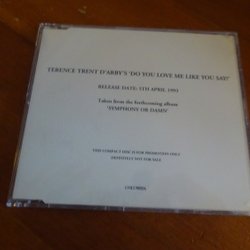 TERENCE TRENT D'ARBY'S 'DO YOU LOVE ME LIKE YOU SAY?'
RELEASE DATE: 5TH APRIL 1993
Taken from the forthcoming album
'SYMPHONY OR DAMN'
THIS COMPACT DISC IS FOR PROMOTION ONLY
DEFINITELY NOT FOR SALE
COLUMBIA